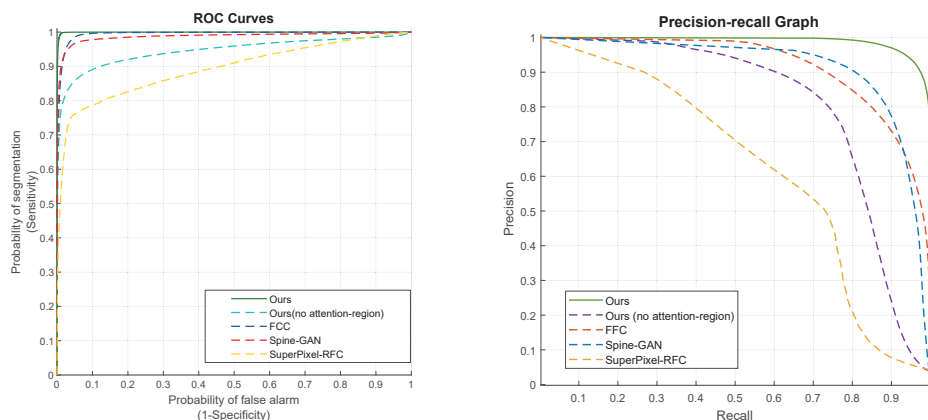 ROC Curves
1
0.9
0.8
0.7
0.6
0.5
0.4
0.3
0.2
0.1
0
Probability of segmentation
(Sensitivity)
Ours
Ours(no attention-region)
FCC
Spine-GAN
SuperPixel-RFC
0 0.1 0.2 0.3 0.4 0.5 0.6 0.7 0.8 0.9 1
Probability of false alarm
(1-Specificity)
Precision-recall Graph
1
0.9
0.8
0.7
0.6
0.5
0.4
0.3
0.2
0.1
0
Precision
Ours
Ours (no attention-region)
FFC
Spine-GAN
SuperPixel-RFC
0.1 0.2 0.3 0.4 0.5 0.6 0.7 0.8 0.9
Recall